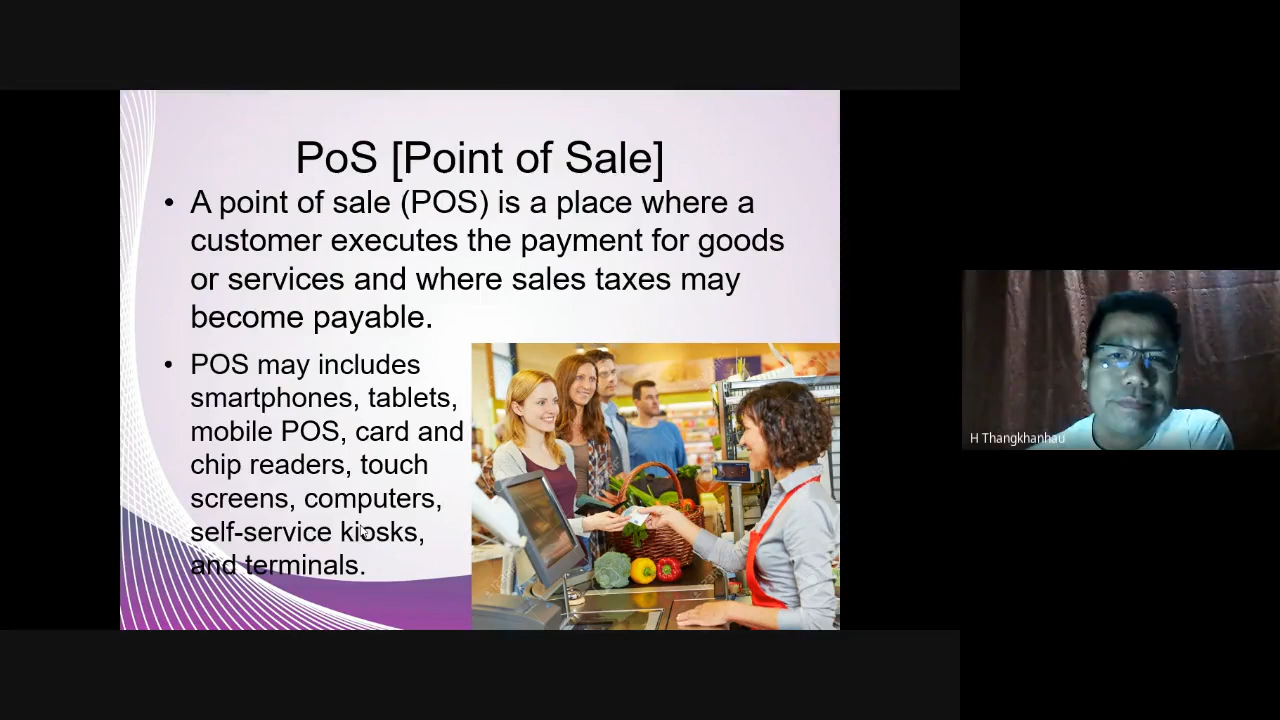 PoS [Point of Sale]
• A point of sale (POS) is a place where a
customer executes the payment for goods
or services and where sales taxes may
become payable.
• POS may includes
smartphones, tablets,
mobile POS, card and
chip readers, touch
screens, computers,
self-service kiosks,
and terminals.
H Thangkhanhau